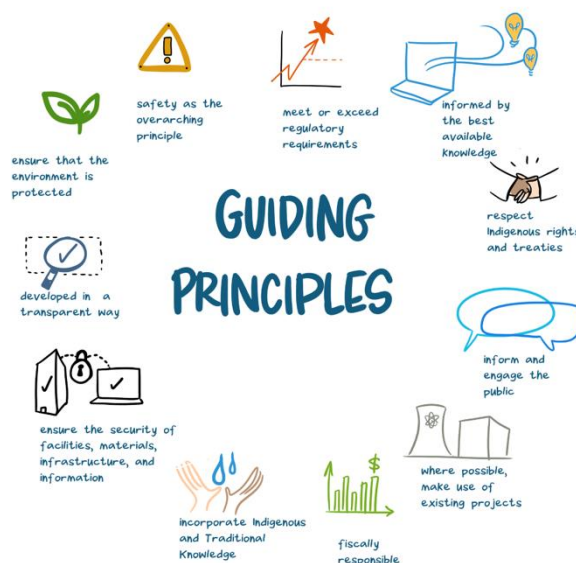 GUIDING
PRINCIPLES
safety as the
overarching
principle
meet or exceed
regulatory
requirements
informed by
the best
available
knowledge
respect
Indigenous rights
and treaties
inform and
engage the
public
where possible,
make use of
existing projects
$
fiscally
responsible
incorporate Indigenous
and Traditional
Knowledge
ensure the security of
facilities, materials,
infrastructure, and
information
developed in a
transparent way
ensure that the
environment is
protected